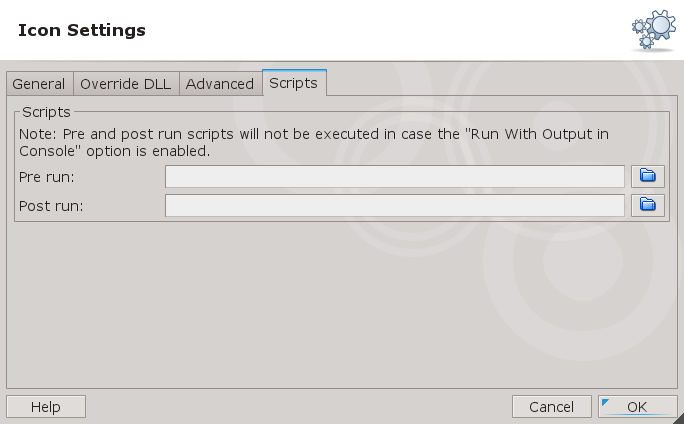 Icon Settings
General
Override DLL
Advanced
Scripts
Scripts
Note: Pre and post run scripts will not be executed in case the "Run With Output in
Console" option is enabled.
Pre run:
Post run:
Help
Cancel
OK